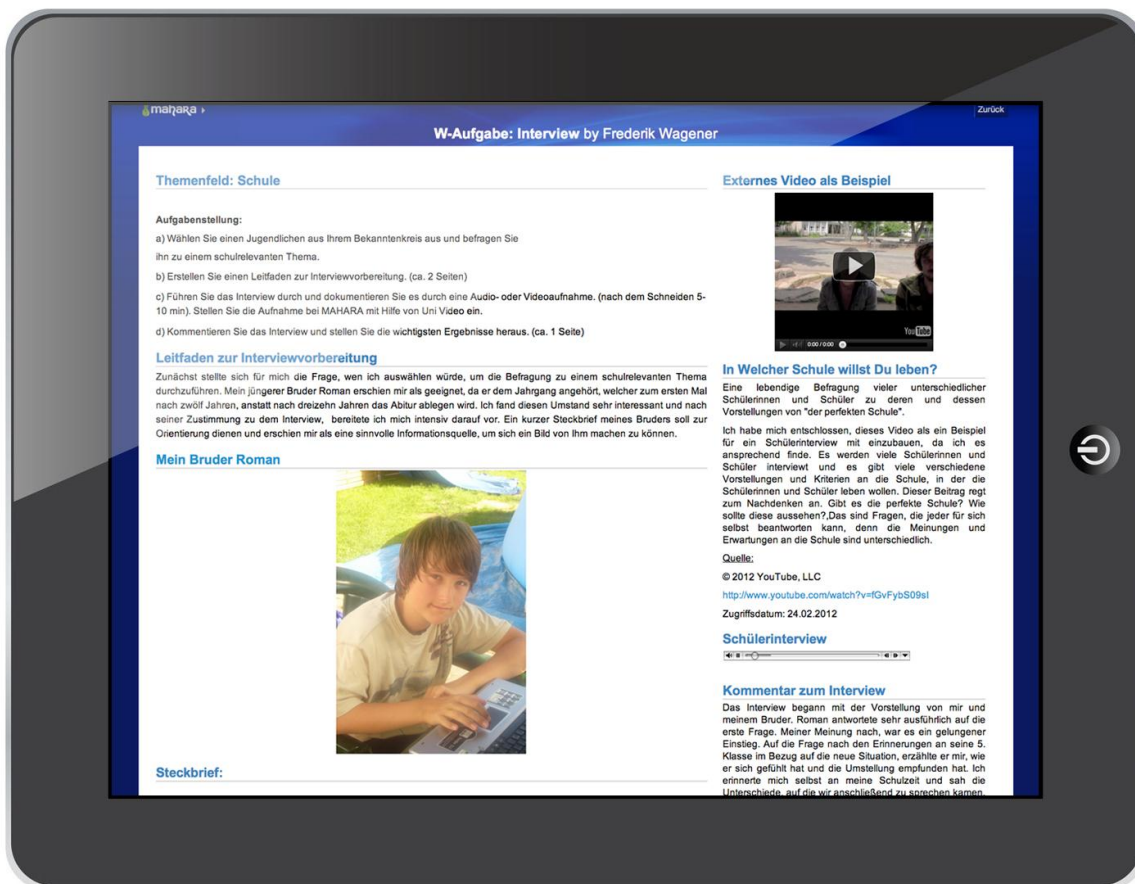 mahara
Zurück
W-Aufgabe: Interview by Frederik Wagener
Themenfeld: Schule
Aufgabenstellung:
a) Wählen Sie einen Jugendlichen aus Ihrem Bekanntenkreis aus und befragen Sie
ihn zu einem schulrelevanten Thema.
b) Erstellen Sie einen Leitfaden zur Interviewvorbereitung. (ca. 2 Seiten)
c) Führen Sie das Interview durch und dokumentieren Sie es durch eine Audio- oder Videoaufnahme. (nach dem Schneiden 5-
10 min). Stellen Sie die Aufnahme bei MAHARA mit Hilfe von Uni Video ein.
d) Kommentieren Sie das Interview und stellen Sie die wichtigsten Ergebnisse heraus. (ca. 1 Seite)
Leitfaden zur Interviewvorbereitung
Zunächst stellte sich für mich die Frage, wen ich auswählen würde, um die Befragung zu einem schulrelevanten Thema
durchzuführen. Mein jüngerer Bruder Roman erschien mir als geeignet, da er dem Jahrgang angehört, welcher zum ersten Mal
nach zwölf Jahren, anstatt nach dreizehn Jahren das Abitur ablegen wird. Ich fand diesen Umstand sehr interessant und nach
seiner Zustimmung zu dem Interview, bereitete ich mich intensiv darauf vor. Ein kurzer Steckbrief meines Bruders soll zur
Orientierung dienen und erschien mir als eine sinnvolle Informationsquelle, um sich ein Bild von Ihm machen zu können.
Mein Bruder Roman
Steckbrief:
Externes Video als Beispiel
YouTube
0:00 / 0:00
In Welcher Schule willst Du leben?
Eine lebendige Befragung vieler unterschiedlicher
Schülerinnen und Schüler zu deren und dessen
Vorstellungen von "der perfekten Schule".
Ich habe mich entschlossen, dieses Video als ein Beispiel
für ein Schülerinterview mit einzubauen, da ich es
ansprechend finde. Es werden viele Schülerinnen und
Schüler interviewt und es gibt viele verschiedene
Vorstellungen und Kriterien an die Schule, in der die
Schülerinnen und Schüler leben wollen. Dieser Beitrag regt
zum Nachdenken an. Gibt es die perfekte Schule? Wie
sollte diese aussehen?,Das sind Fragen, die jeder für sich
selbst beantworten kann, denn die Meinungen und
Erwartungen an die Schule sind unterschiedlich.
Quelle:
© 2012 YouTube, LLC
http://www.youtube.com/watch?v=fGvFybS09sI
Zugriffsdatum: 24.02.2012
Schülerinterview
Kommentar zum Interview
Das Interview begann mit der Vorstellung von mir und
meinem Bruder. Roman antwortete sehr ausführlich auf die
erste Frage. Meiner Meinung nach, war es ein gelungener
Einstieg. Auf die Frage nach den Erinnerungen an seine 5.
Klasse im Bezug auf die neue Situation, erzählte er mir, wie
er sich gefühlt hat und die Umstellung empfunden hat. Ich
erinnerte mich selbst an meine Schulzeit und sah die
Unterschiede, auf die wir anschließend zu sprechen kamen.